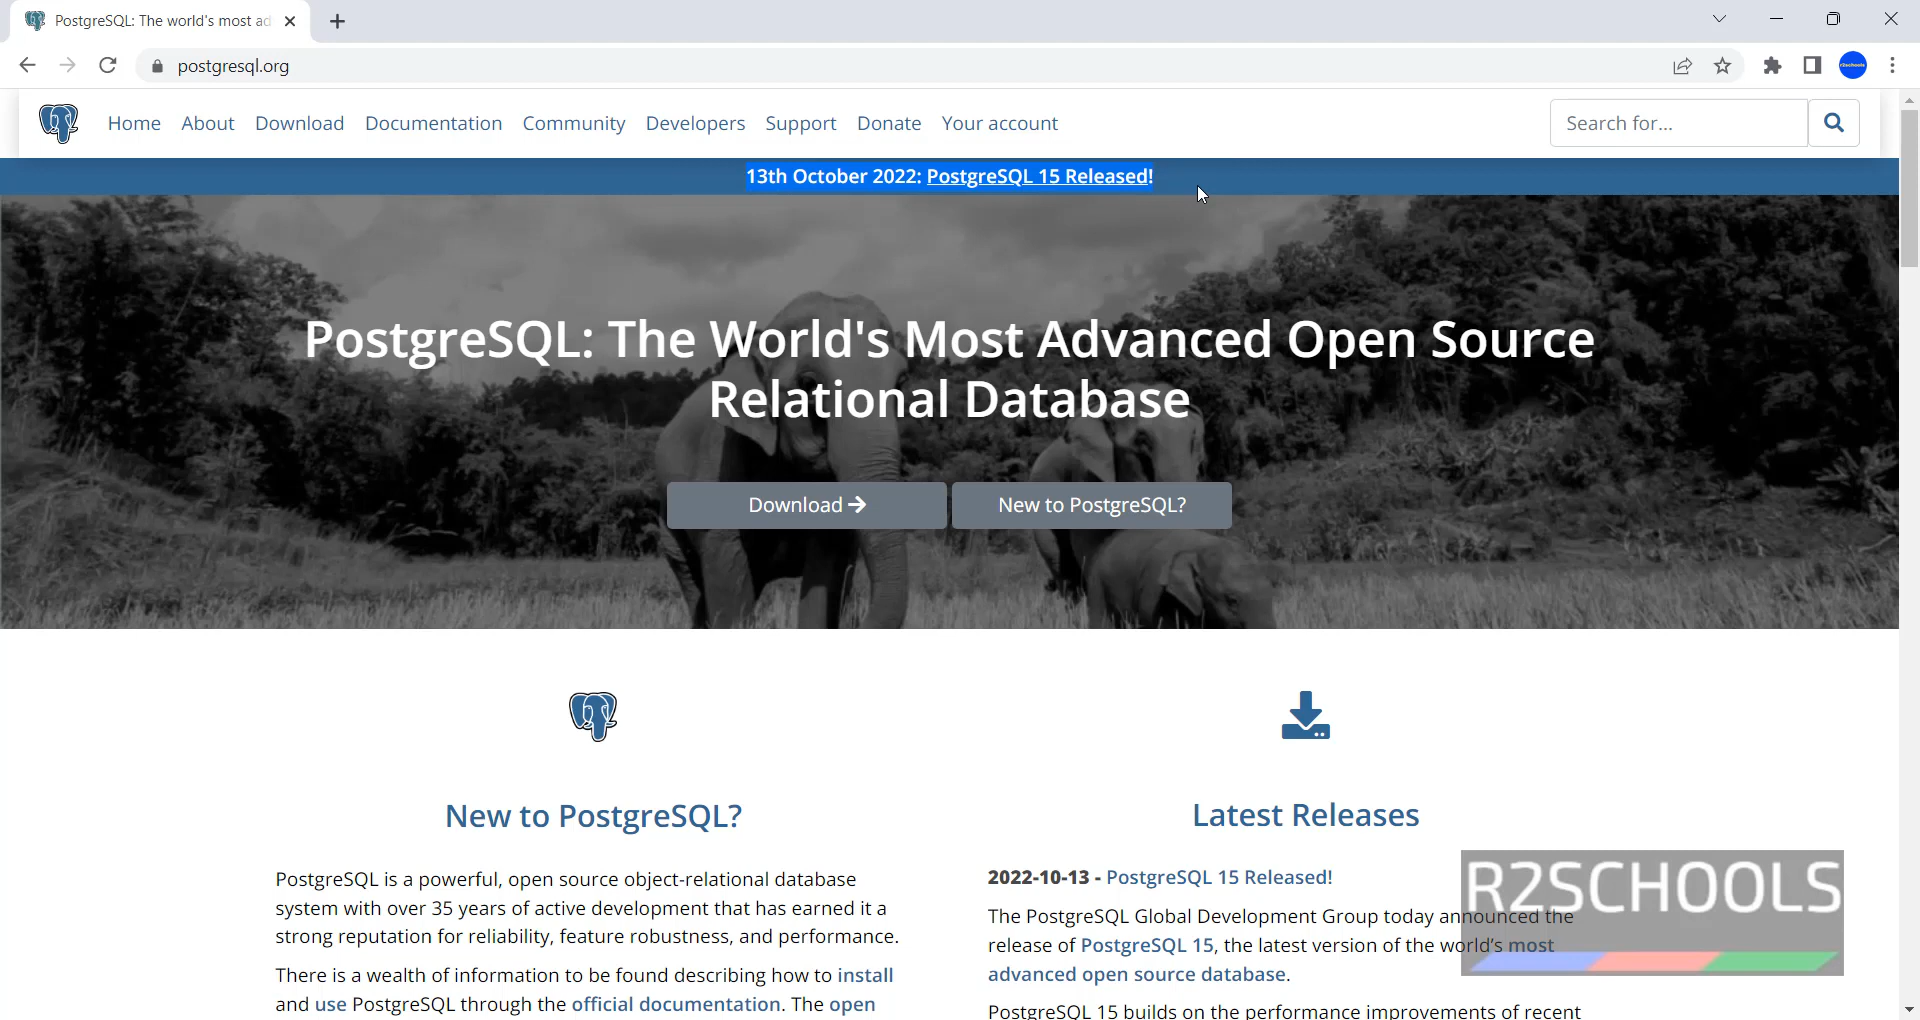 PostgreSQL: The world's most ad
postgresql.org
r2schools
Home About Download Documentation Community Developers Support Donate Your account
Search for...
13th October 2022: PostgreSQL 15 Released!
PostgreSQL: The World's Most Advanced Open Source
Relational Database
Download
New to PostgreSQL?
New to PostgreSQL?
PostgreSQL is a powerful, open source object-relational database
system with over 35 years of active development that has earned it a
strong reputation for reliability, feature robustness, and performance.
There is a wealth of information to be found describing how to install
and use PostgreSQL through the official documentation. The open
Latest Releases
2022-10-13 - PostgreSQL 15 Released!
The PostgreSQL Global Development Group today announced the
release of PostgreSQL 15, the latest version of the world's most
advanced open source database.
PostgreSQL 15 builds on the performance improvements of recent
R2SCHOOLS